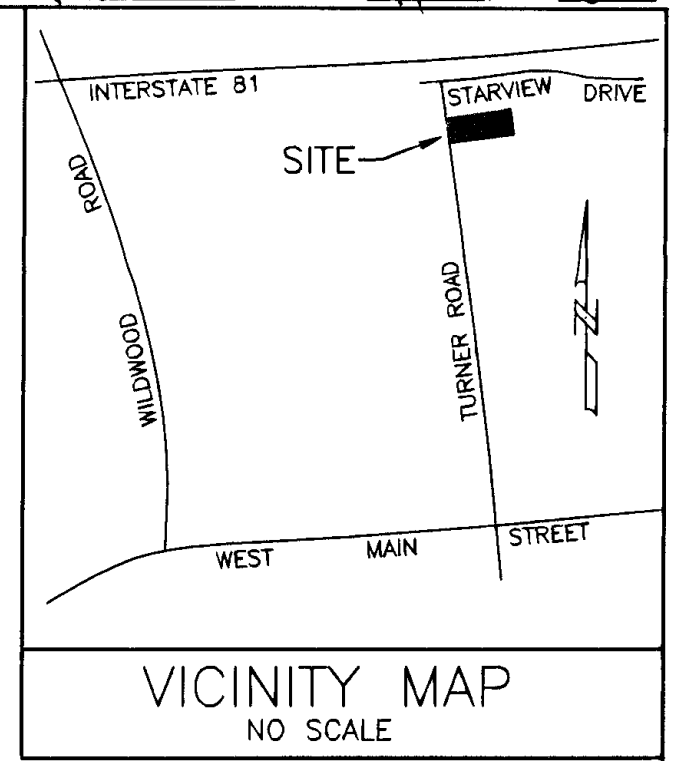 INTERSTATE 81
STARVIEW DRIVE
SITE
ROAD
WILDWOOD
TURNER ROAD
N
WEST MAIN STREET
VICINITY MAP
NO SCALE